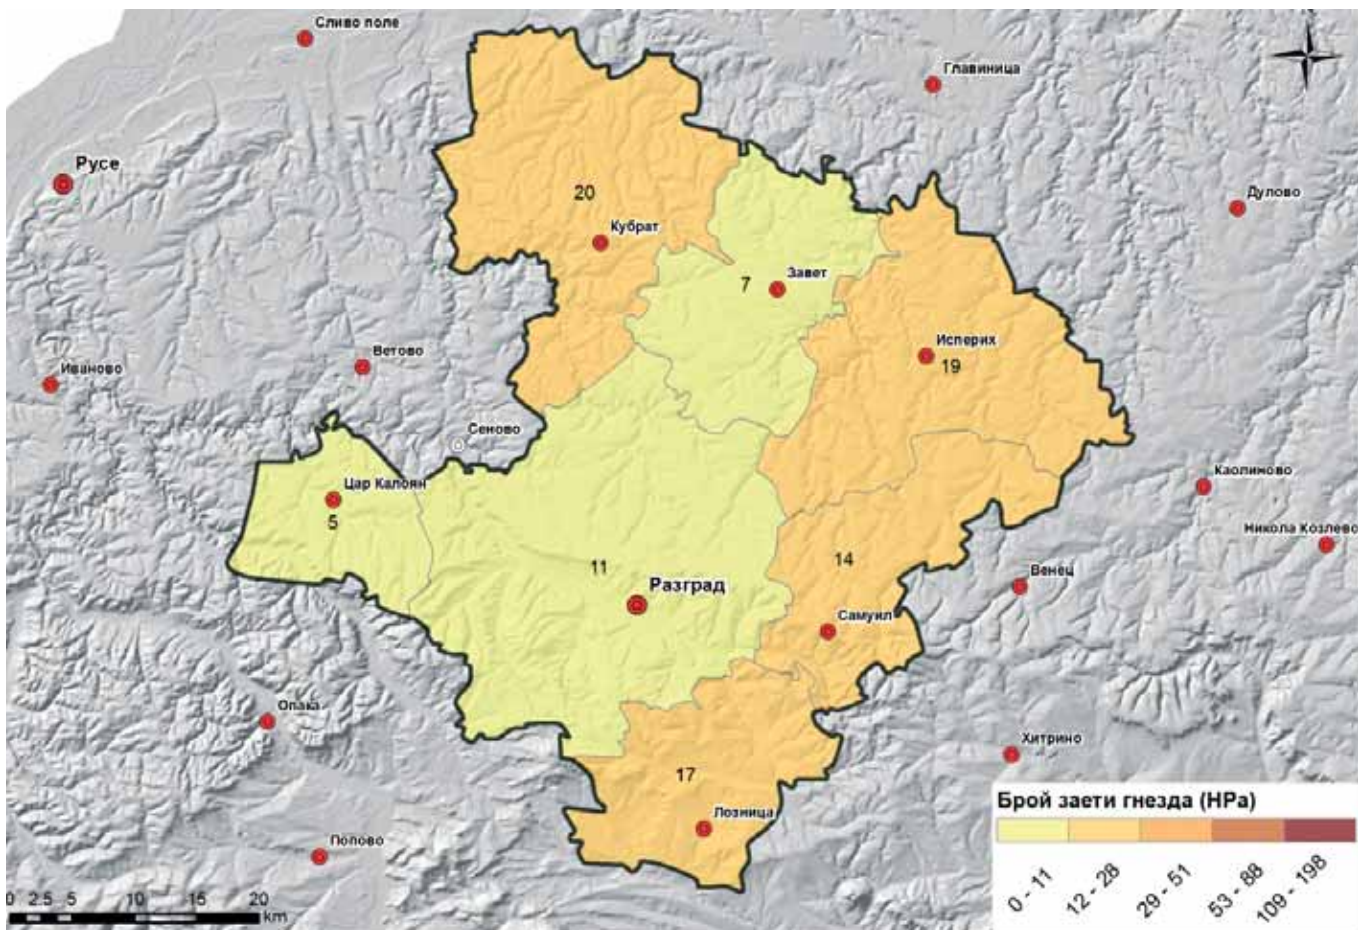 Сливо поле
Главиница
Русе
20
Дулово
Кубрат
7
Завет
Ветово
Исперих
19
Иваново
Сеново
Каолиново
Цар Калоян
5
Никола Козлево
11
14
Разград
Венец
Самуил
Опака
Хитрино
17
Лозница
Попово
Брой заети гнезда (HPa)
0 - 11
12 - 28
29 - 51
53 - 88
109 - 198
0 2.5 5 10 15 20
km